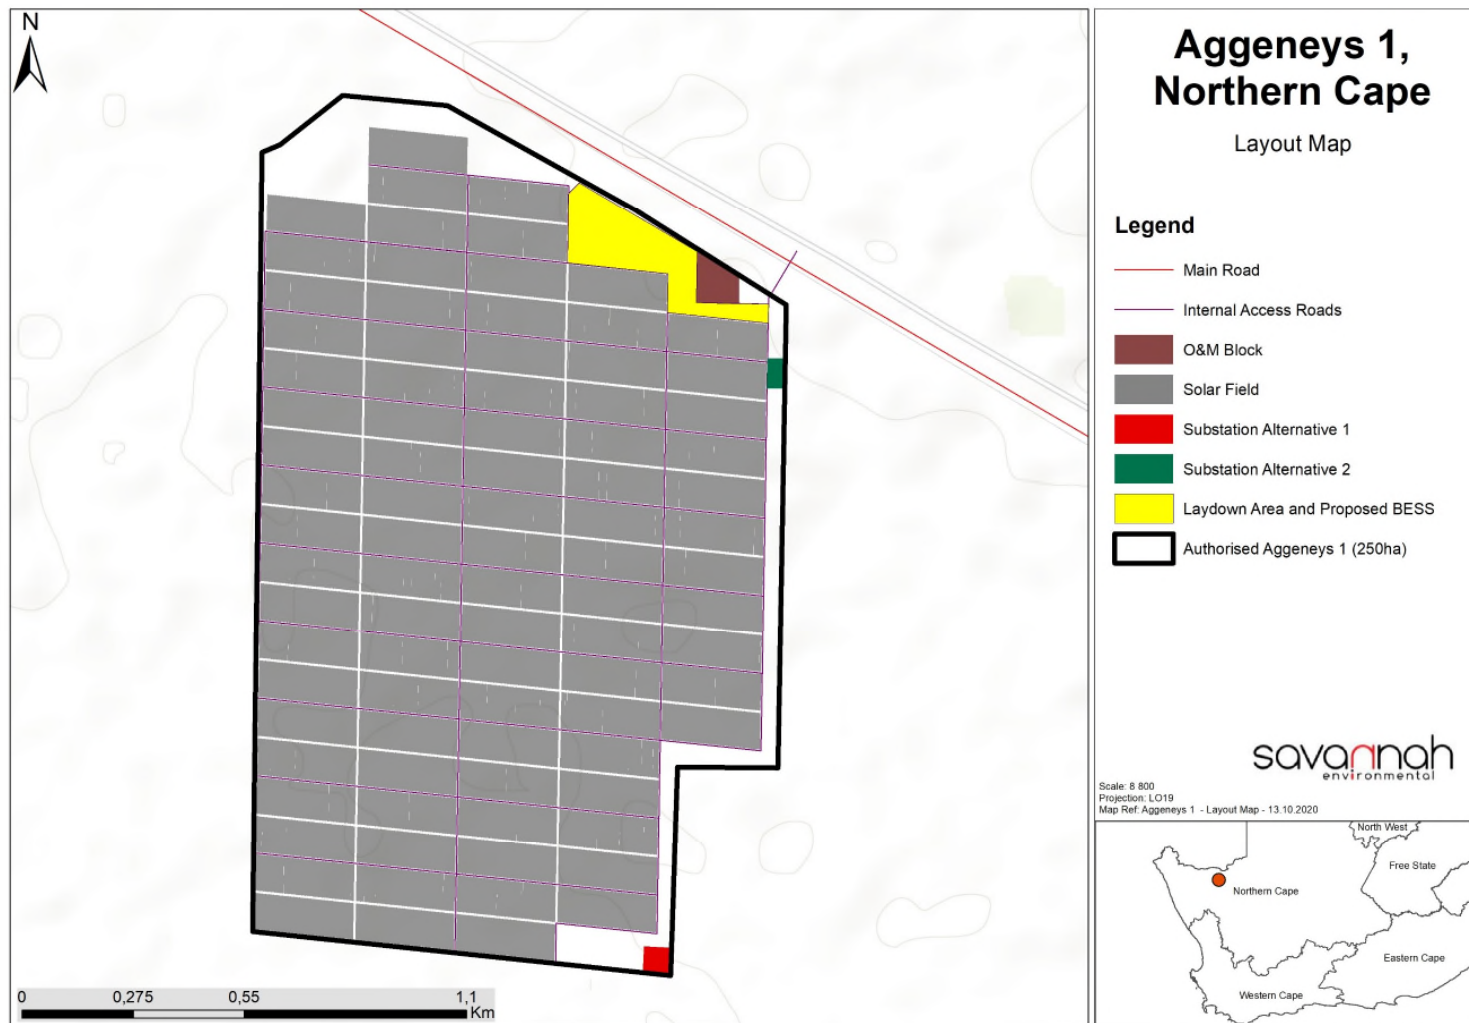 N
Aggeneys 1,
Northern Cape
Layout Map
Legend
Main Road
Internal Access Roads
O&M Block
Solar Field
Substation Alternative 1
Substation Alternative 2
Laydown Area and Proposed BESS
Authorised Aggeneys 1 (250ha)
savannah
environmental
Scale: 8 800
Projection: LO19
Map Ref: Aggeneys 1 - Layout Map - 13.10.2020
North West
Free State
Northern Cape
Eastern Cape
Western Cape
0 0,275 0,55 1,1
Km